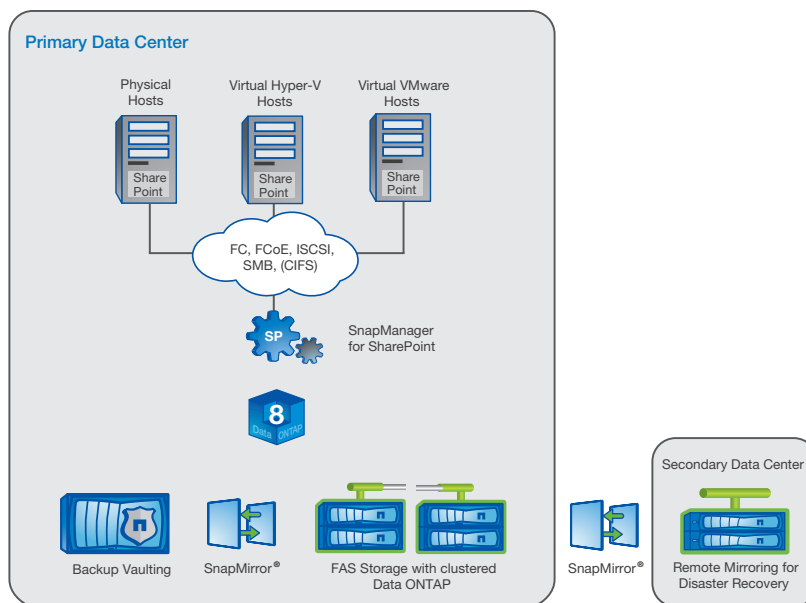 Primary Data Center
Physical
Hosts
Virtual Hyper-V
Hosts
Virtual VMware
Hosts
Share
Point
Share
Point
Share
Point
FC, FCoE, ISCSI,
SMB, (CIFS)
SP
SnapManager
for SharePoint
8
Data ONTAP
Secondary Data Center
Backup Vaulting
SnapMirror®
FAS Storage with clustered
Data ONTAP
SnapMirror®
Remote Mirroring for
Disaster Recovery